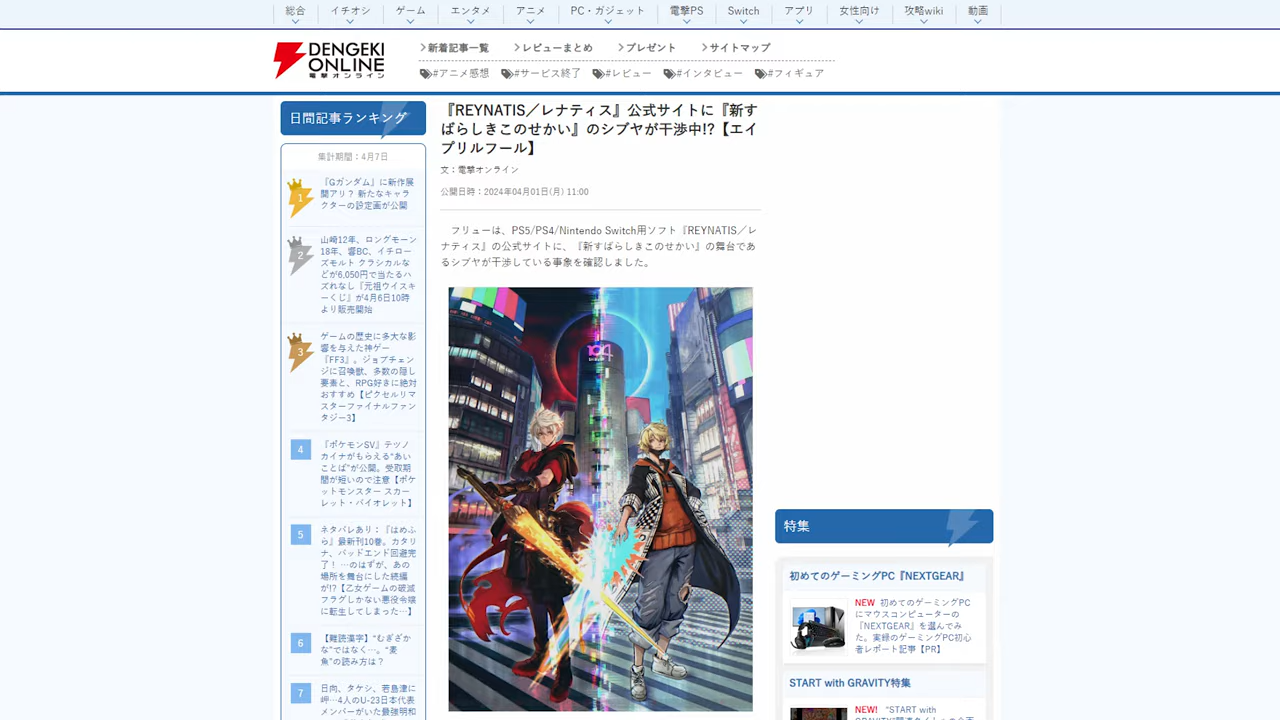 総合
イチオシ
ゲーム
エンタメ
アニメ
PC・ガジェット
電撃PS
Switch
アプリ
女性向け
攻略wiki
動画
DENGEKI
ONLINE
電撃オンライン
新着記事一覧
レビューまとめ
プレゼント
サイトマップ
#アニメ感想
#サービス終了
#レビュー
#インタビュー
#フィギュア
日間記事ランキング
集計期間：4月7日
1
『Gガンダム』に新作展
開アリ？ 新たなキャラ
クターの設定画が公開
2
山崎12年、ロングモーン
18年、響BC、イチロー
ズモルト クラシカルな
どが6,050円で当たるハ
ズれなし『元祖ウイスキ
ーくじ』が4月6日10時
より販売開始
3
ゲームの歴史に多大な影
響を与えた神ゲー
『FF3』。ジョブチェン
ジに召喚獣、多数の隠し
要素と、RPG好きに絶対
おすすめ【ピクセルリマ
スターファイナルファン
タジー3】
4
『ポケモンSV』テツノ
カイナがもらえる“あい
ことば”が公開。受取期
間が短いので注意【ポケ
ットモンスター スカー
レット・バイオレット】
5
ネタバレあり：『はめふ
ら』最新刊10巻。カタリ
ナ、バッドエンド回避完
了！ …のはずが、あの
場所を舞台にした続編
が!?【乙女ゲームの破滅
フラグしかない悪役令嬢
に転生してしまった…】
6
【難読漢字】“むぎざか
な”ではなく…。“麦
魚”の読み方は？
7
日向、タケシ、若島津に
岬…4人のU-23日本代表
メンバーがいた最強明和
『REYNATIS／レナティス』公式サイトに『新す
ばらしきこのせかい』のシブヤが干渉中!?【エイ
プリルフール】
文：電撃オンライン
公開日時：2024年04月01日(月) 11:00
フリューは、PS5/PS4/Nintendo Switch用ソフト『REYNATIS／レ
ナティス』の公式サイトに、『新すばらしきこのせかい』の舞台であ
るシブヤが干渉している事象を確認しました。
特集
初めてのゲーミングPC『NEXTGEAR』
NEW 初めてのゲーミングPC
にマウスコンピューターの
『NEXTGEAR』を選んでみ
た。実録のゲーミングPC初心
者レポート記事【PR】
START with GRAVITY特集
NEW! “START with